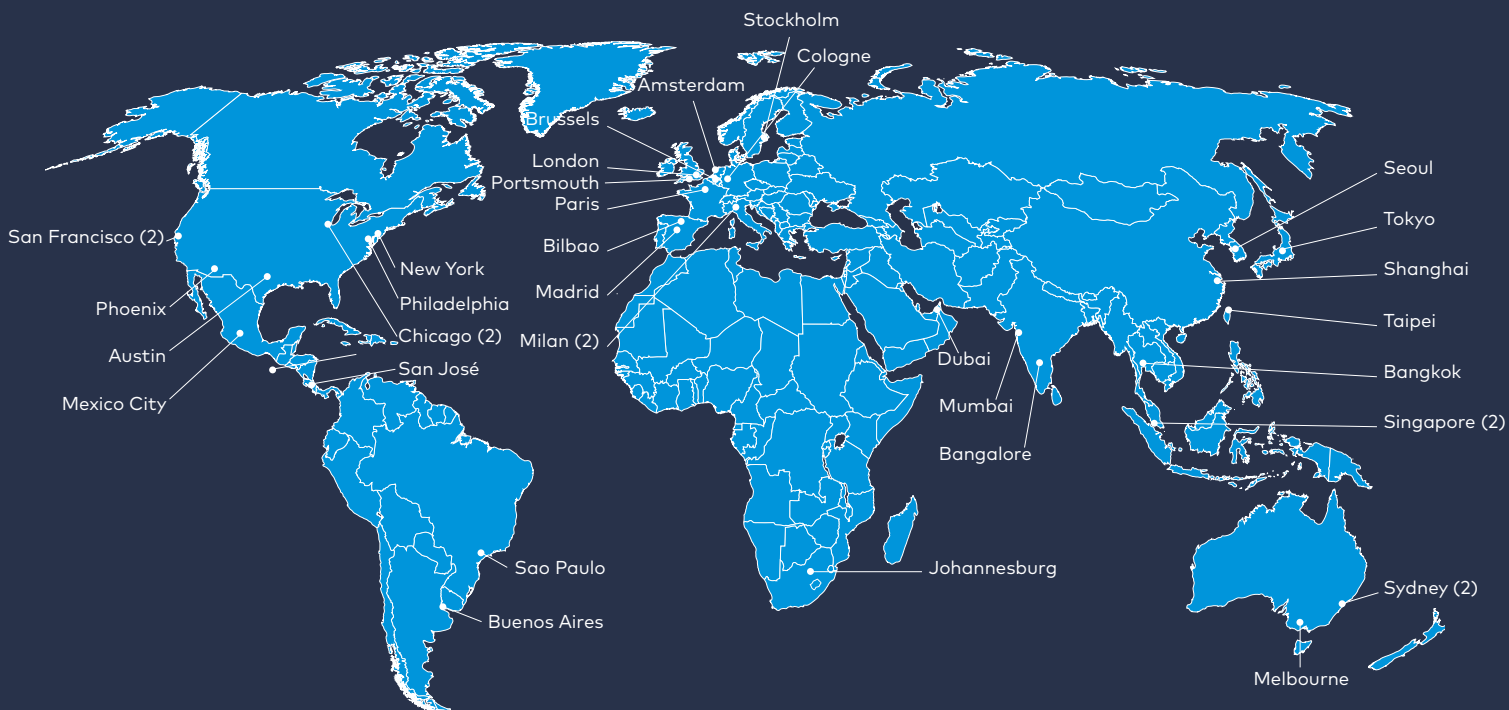 Stockholm
Cologne
Amsterdam
Brussels
London
Portsmouth
Paris
Bilbao
Madrid
Milan (2)
San Francisco (2)
Phoenix
Austin
Mexico City
New York
Philadelphia
Chicago (2)
San José
Sao Paulo
Buenos Aires
Johannesburg
Dubai
Mumbai
Bangalore
Seoul
Tokyo
Shanghai
Taipei
Bangkok
Singapore (2)
Sydney (2)
Melbourne